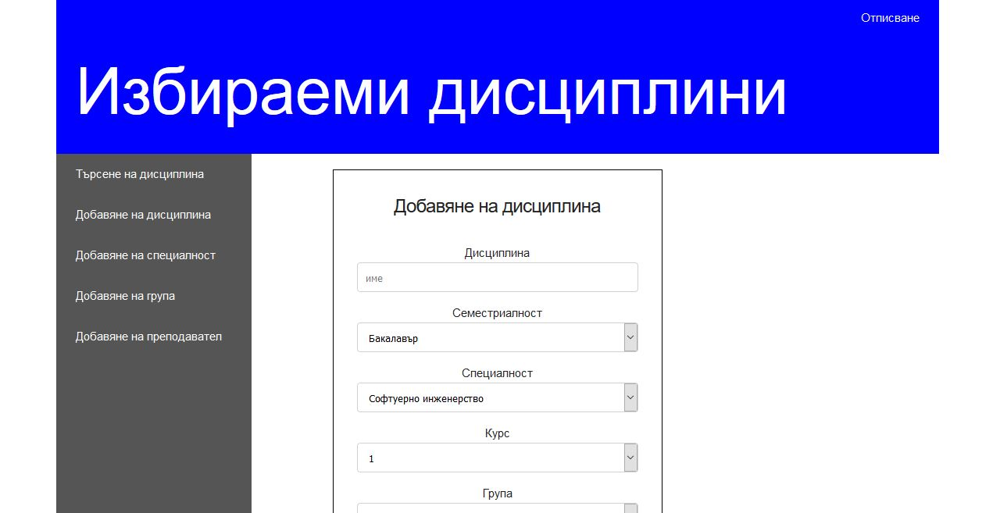 Отписване
Избираеми дисциплини
Търсене на дисциплина
Добавяне на дисциплина
Добавяне на специалност
Добавяне на група
Добавяне на преподавател
Добавяне на дисциплина
Дисциплина
име
Семестриалност
Бакалавър
Специалност
Софтуерно инженерство
Курс
1
Група